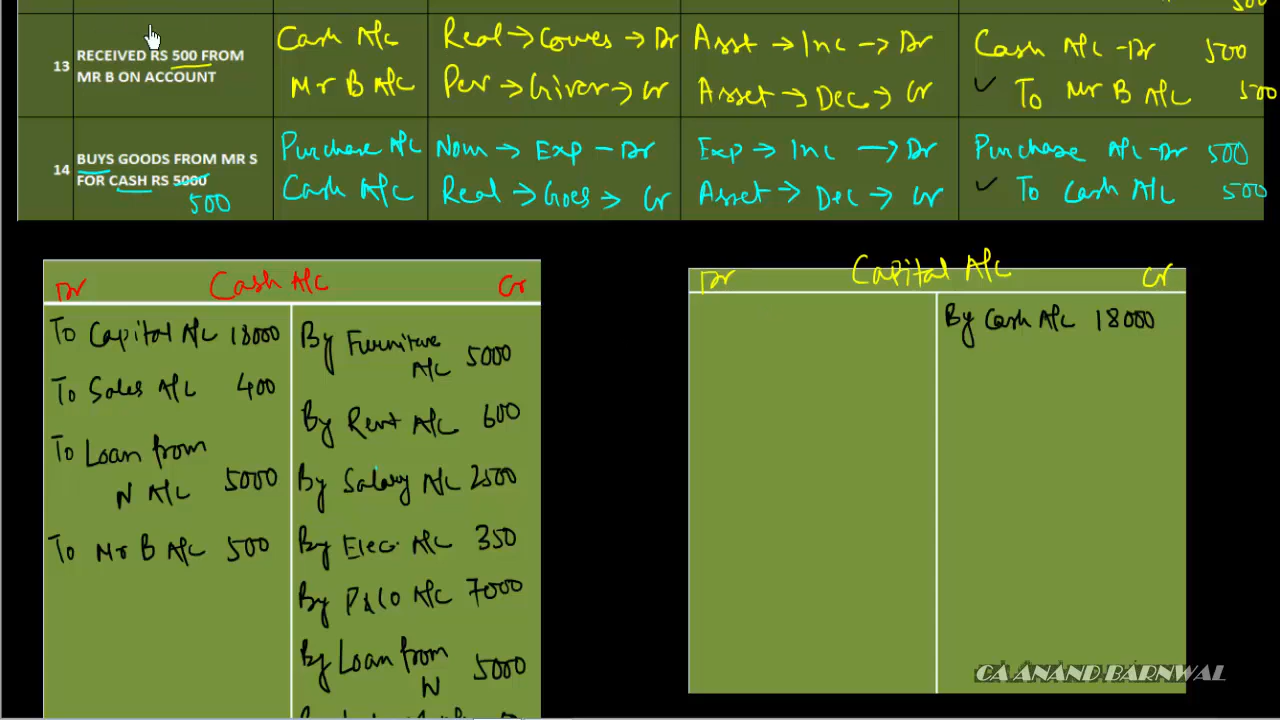 500
13
RECEIVED RS 500 FROM
MR B ON ACCOUNT
Cash A/c
Mr B A/c
Real → Comes → Dr
Per → Giver → Cr
Asst → Inc → Dr
Asset → Dec → Cr
Cash A/c - Dr 500
✓ To Mr B A/c 500
14
BUYS GOODS FROM MR S
FOR CASH RS 5000
500
Purchase A/c
Cash A/c
Nom → Exp - Dr
Real → Goes → Cr
Exp → Inc → Dr
Asset → Dec → Cr
Purchase A/c - Dr 500
✓ To Cash A/c 500
Dr Cash A/c Cr
To Capital A/c 18000
To Sales A/c 400
To Loan from
N A/c 5000
To Mr B A/c 500
By Furniture
A/c 5000
By Rent A/c 600
By Salary A/c 2500
By Elec. A/c 350
By P&Co A/c 7000
By Loan from
N 5000
Dr Capital A/c Cr
By Cash A/c 18000
CA ANAND BARNWAL